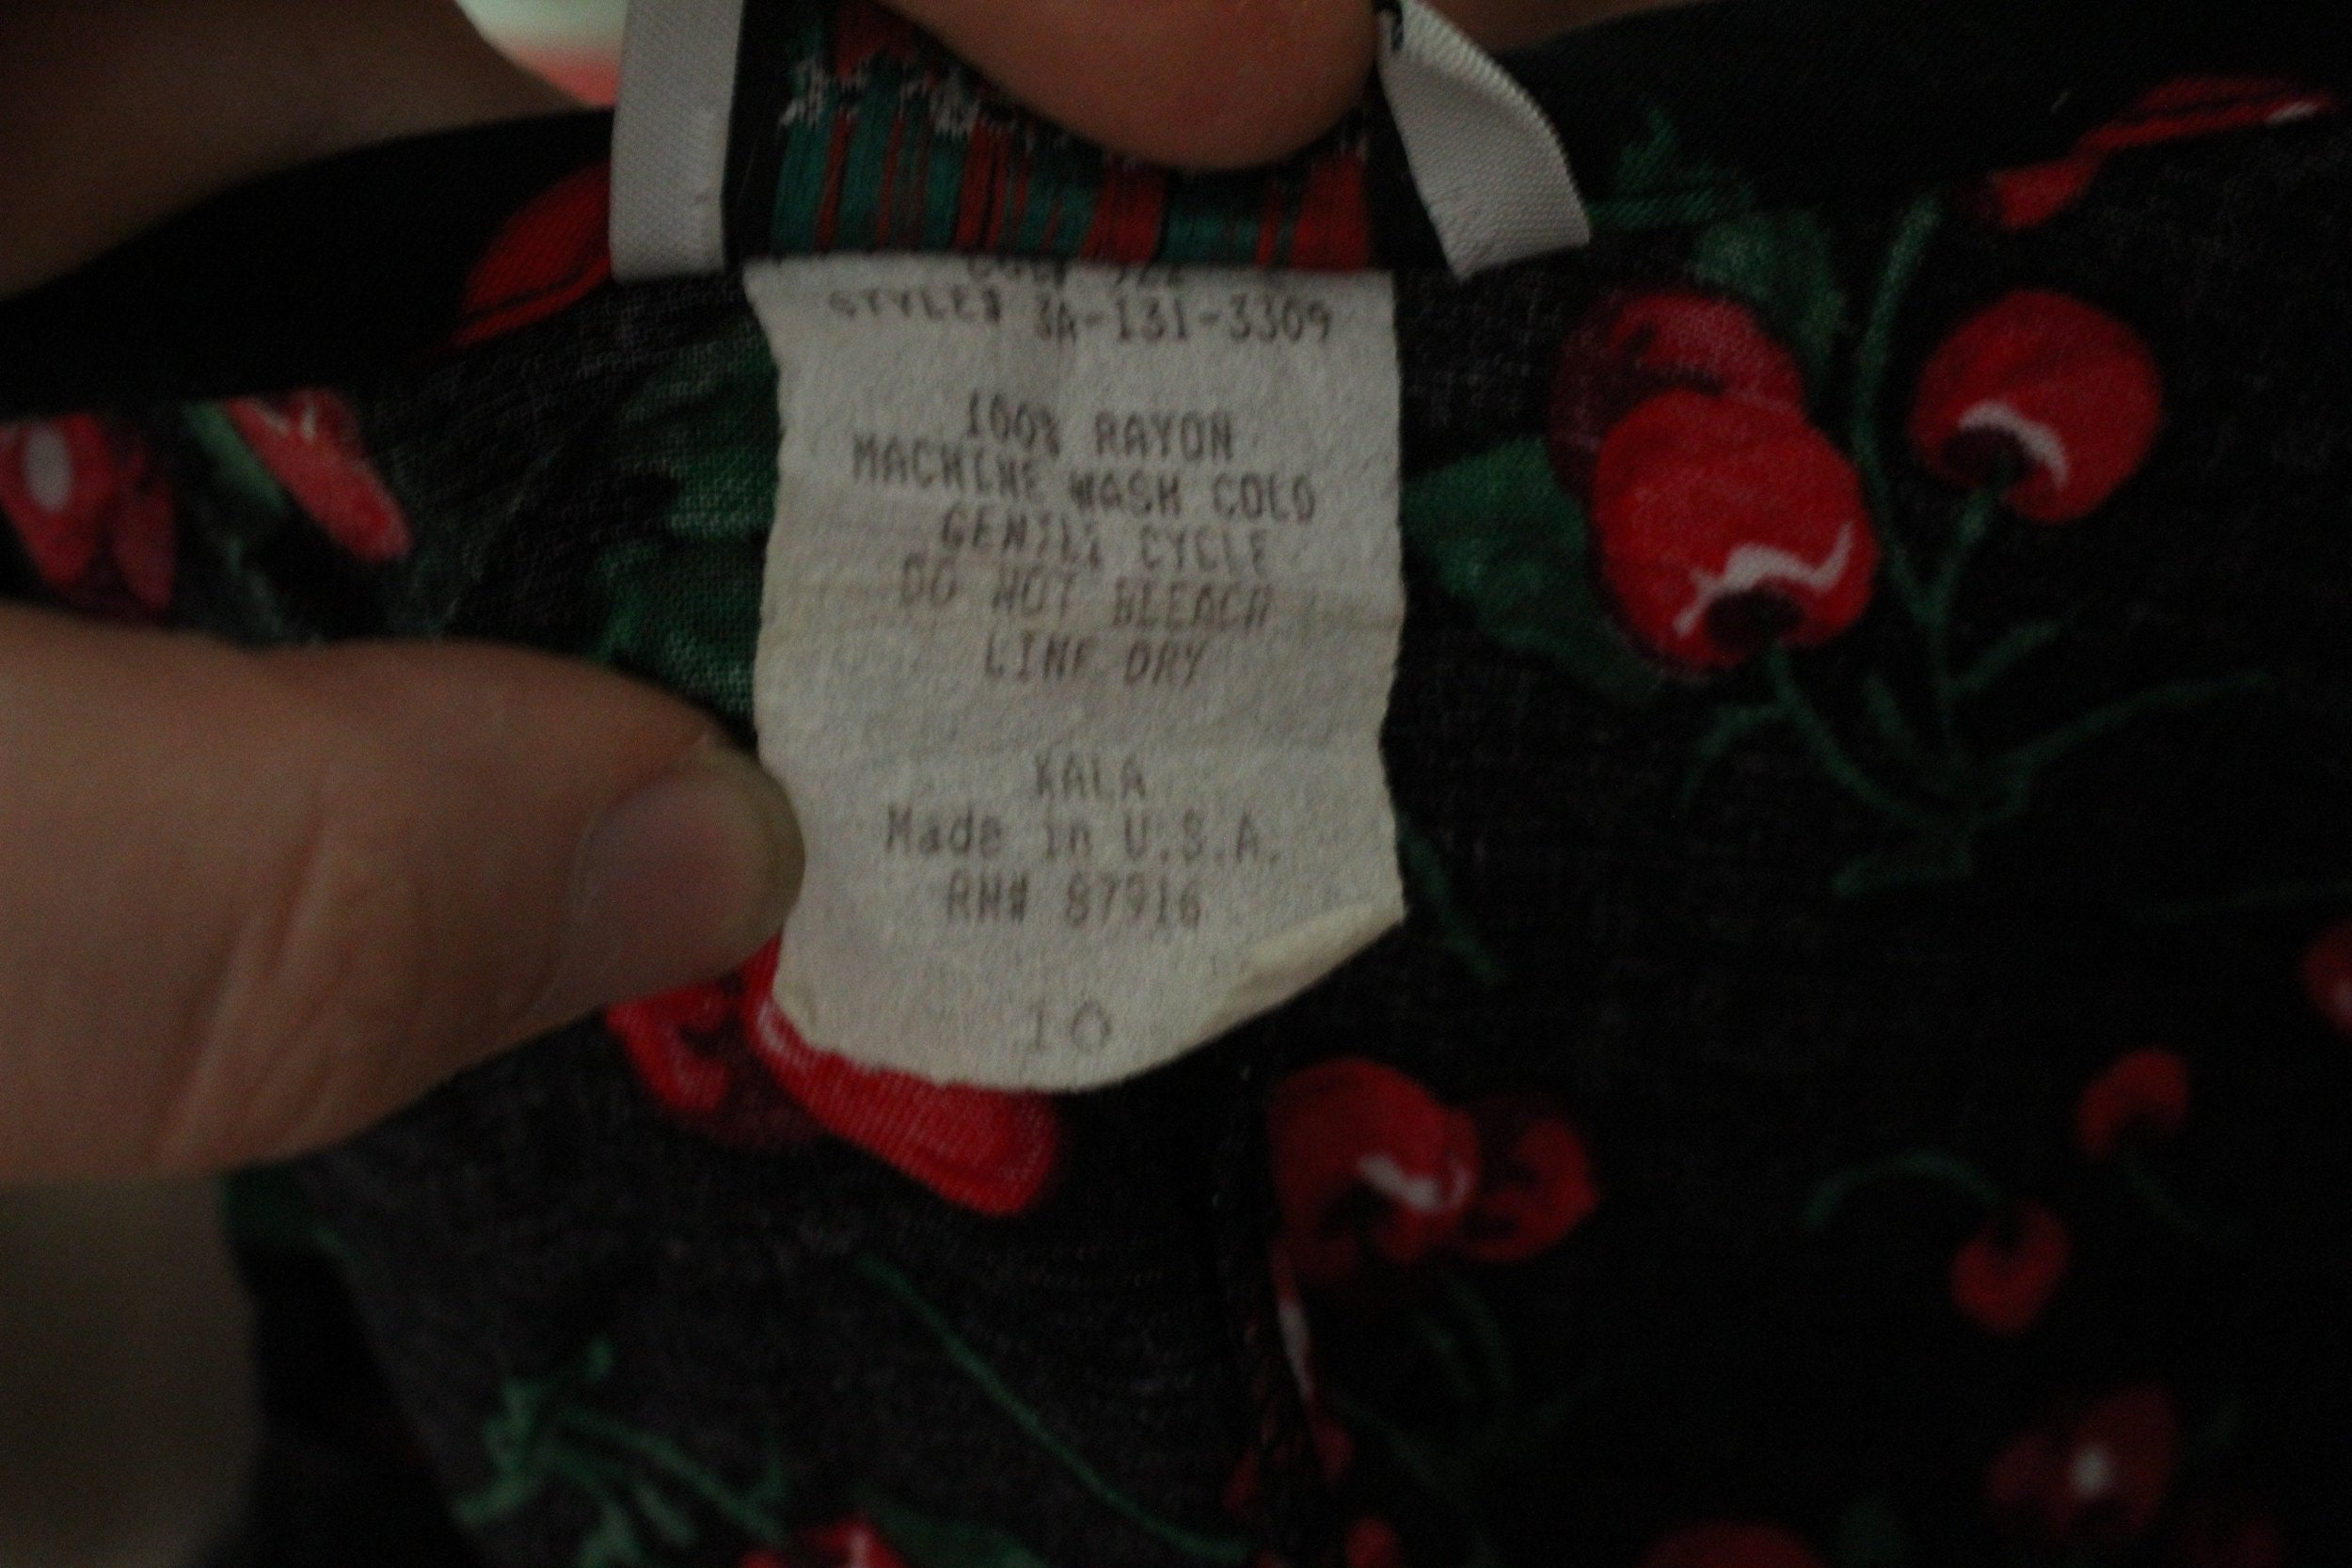 STYLE# 3A-131-3309
100% RAYON
MACHINE WASH COLD
GENTLE CYCLE
DO NOT BLEACH
LINE DRY
KALA
Made in U.S.A.
RN# 87916
10